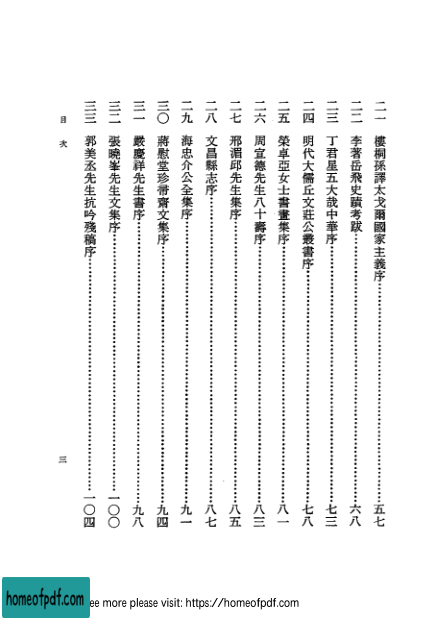 二一　樓桐孫譯太戈爾國家主義序……五七
二二　李著岳飛史蹟考跋……六八
二三　丁君星五大哉中華序……七三
二四　明代大儒丘文莊公叢書序……七八
二五　榮卓亞女士書畫集序……八一
二六　周宣德先生八十壽序……八三
二七　邢湄邱先生集序……八五
二八　文昌縣志序……八七
二九　海忠介公全集序……九一
三〇　蔣慰堂珍帚齋文集序……九四
三一　嚴慶祥先生書序……九八
三二　張曉峯先生文集序……一〇〇
三三　郭美丞先生抗吟殘稿序……一〇四
目次
三
homeofpdf.com
ee more please visit: https://homeofpdf.com